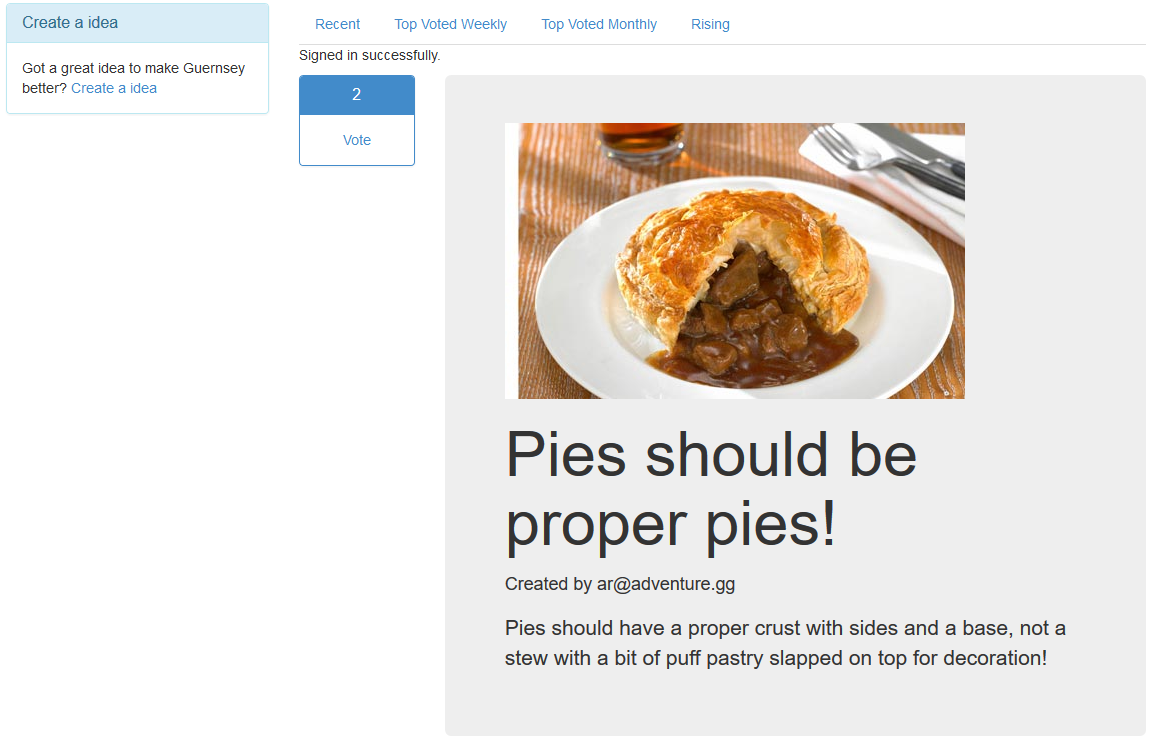 Create a idea
Got a great idea to make Guernsey
better? Create a idea
Recent
Top Voted Weekly
Top Voted Monthly
Rising
Signed in successfully.
2
Vote
Pies should be
proper pies!
Created by ar@adventure.gg
Pies should have a proper crust with sides and a base, not a
stew with a bit of puff pastry slapped on top for decoration!